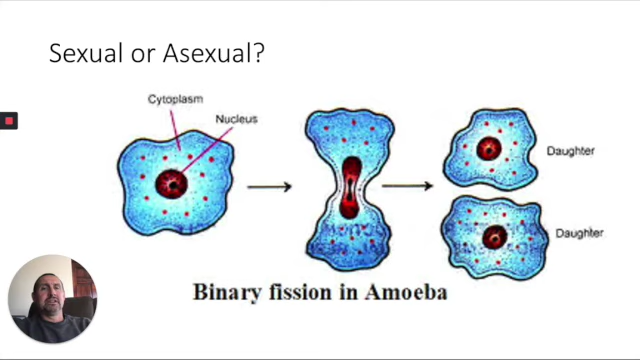 Sexual or Asexual?
Cytoplasm
Nucleus
Daughter
Daughter
Binary fission in Amoeba